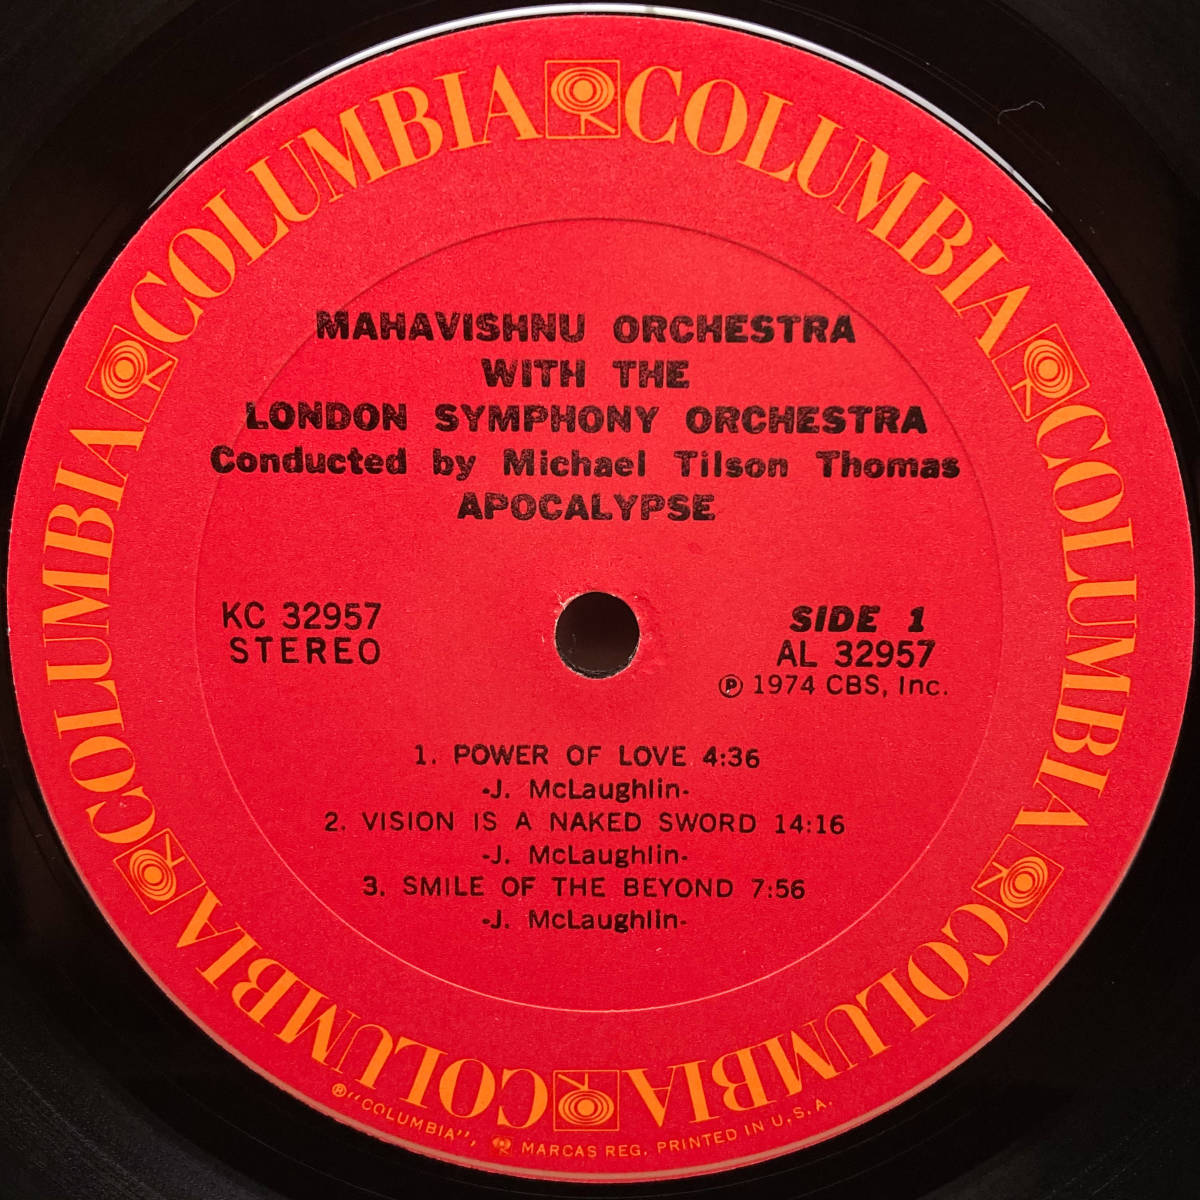 COLUMBIA COLUMBIA COLUMBIA COLUMBIA COLUMBIA COLUMBIA
MAHAVISHNU ORCHESTRA
WITH THE
LONDON SYMPHONY ORCHESTRA
Conducted by Michael Tilson Thomas
APOCALYPSE
KC 32957
STEREO
SIDE 1
AL 32957
Ⓟ 1974 CBS, Inc.
1. POWER OF LOVE 4:36
-J. McLaughlin-
2. VISION IS A NAKED SWORD 14:16
-J. McLaughlin-
3. SMILE OF THE BEYOND 7:56
-J. McLaughlin-
®"COLUMBIA", MARCAS REG. PRINTED IN U.S.A.